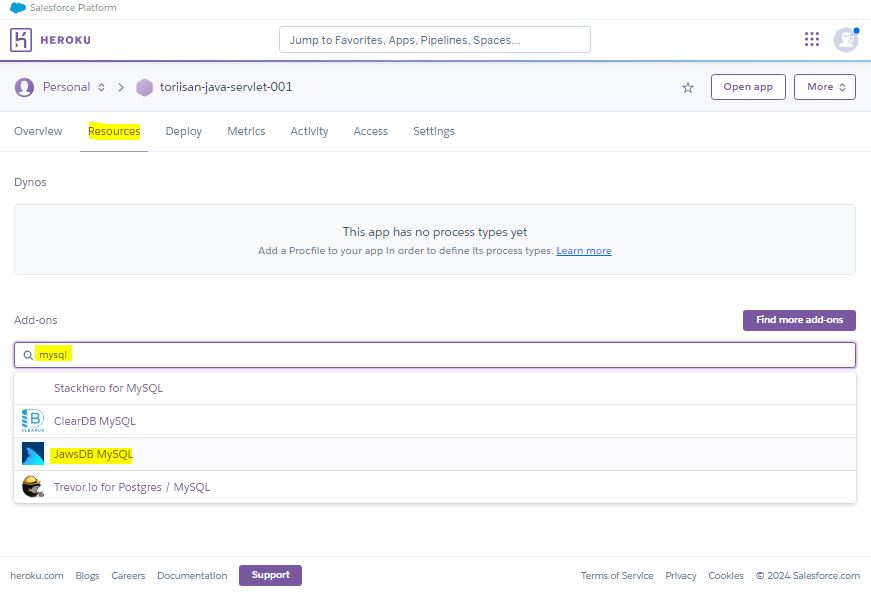 Salesforce Platform
HEROKU
Jump to Favorites, Apps, Pipelines, Spaces...
Personal
toriisan-java-servlet-001
Open app
More
Overview Resources Deploy Metrics Activity Access Settings
Dynos
This app has no process types yet
Add a Procfile to your app in order to define its process types. Learn more
Add-ons
Find more add-ons
mysql
Stackhero for MySQL
ClearDB MySQL
JawsDB MySQL
Trevor.io for Postgres / MySQL
heroku.com Blogs Careers Documentation Support Terms of Service Privacy Cookies © 2024 Salesforce.com